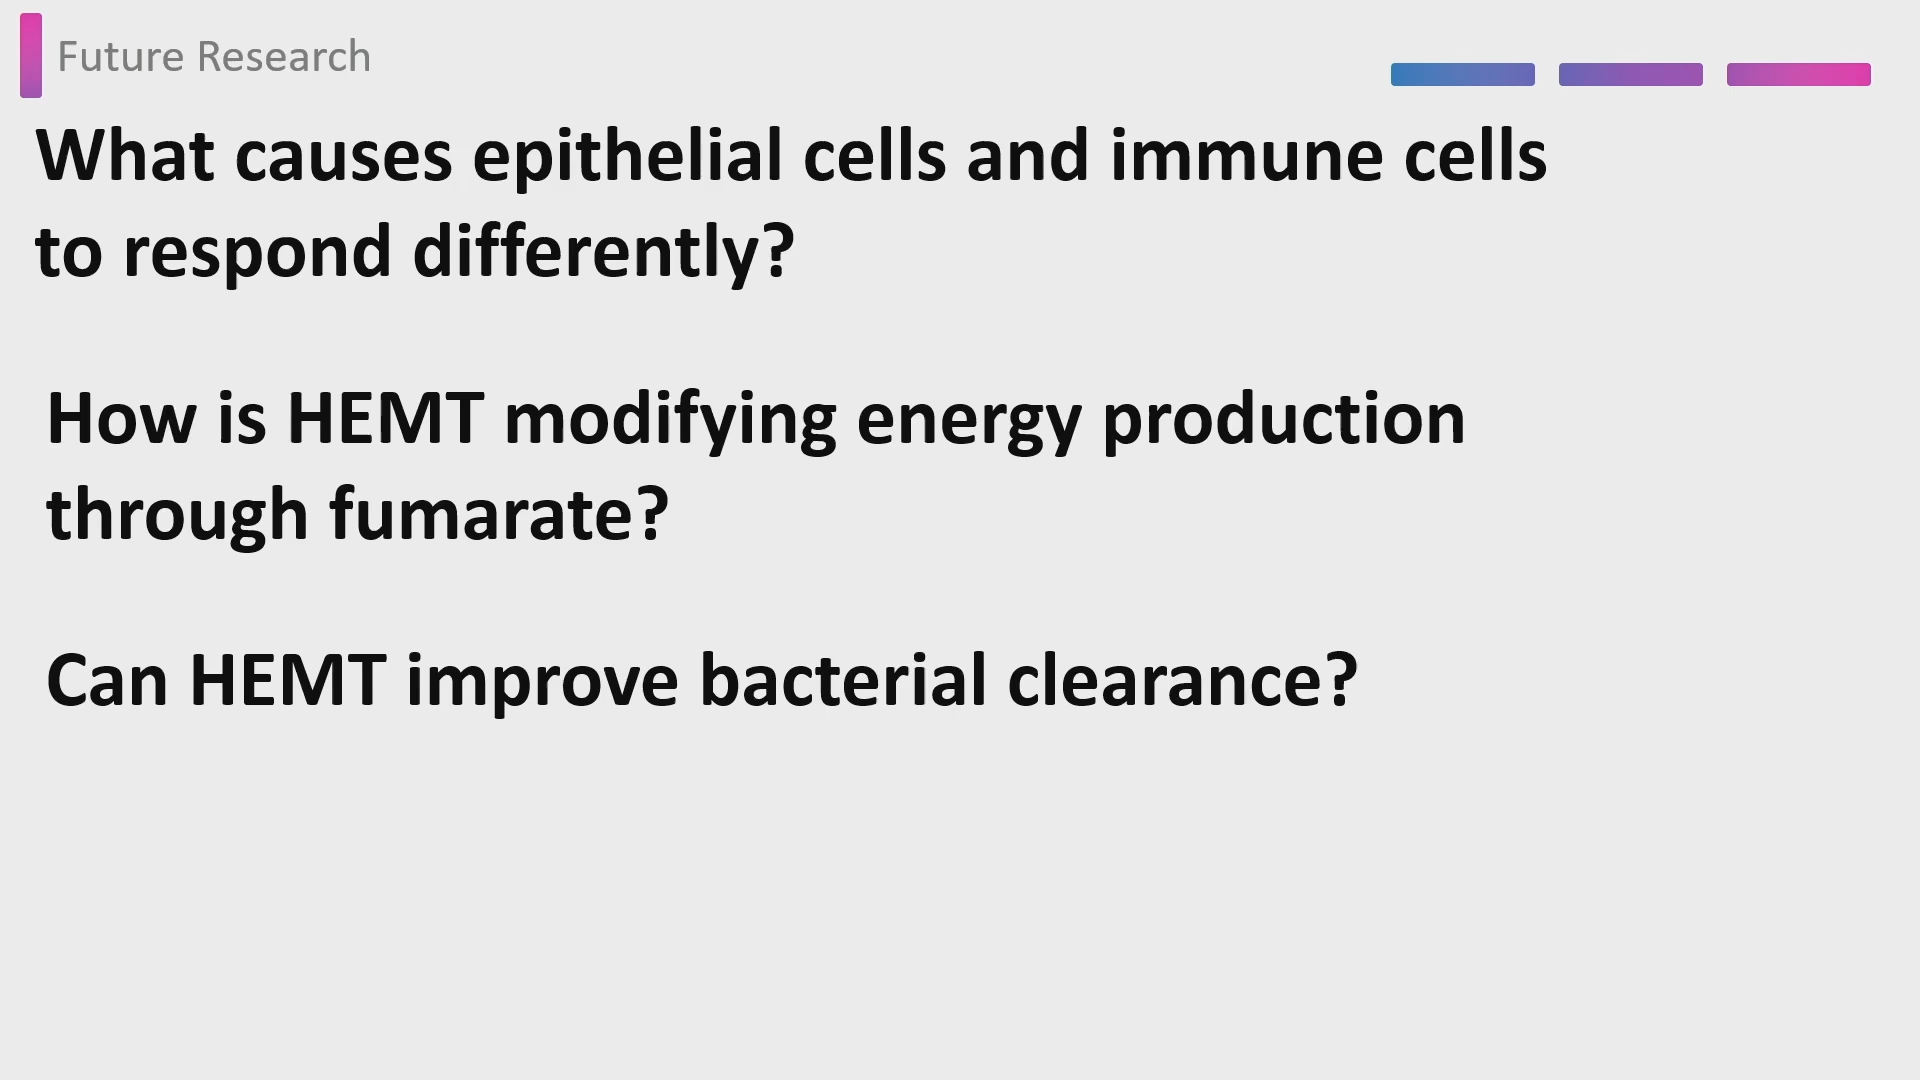 Future Research
What causes epithelial cells and immune cells
to respond differently?
How is HEMT modifying energy production
through fumarate?
Can HEMT improve bacterial clearance?